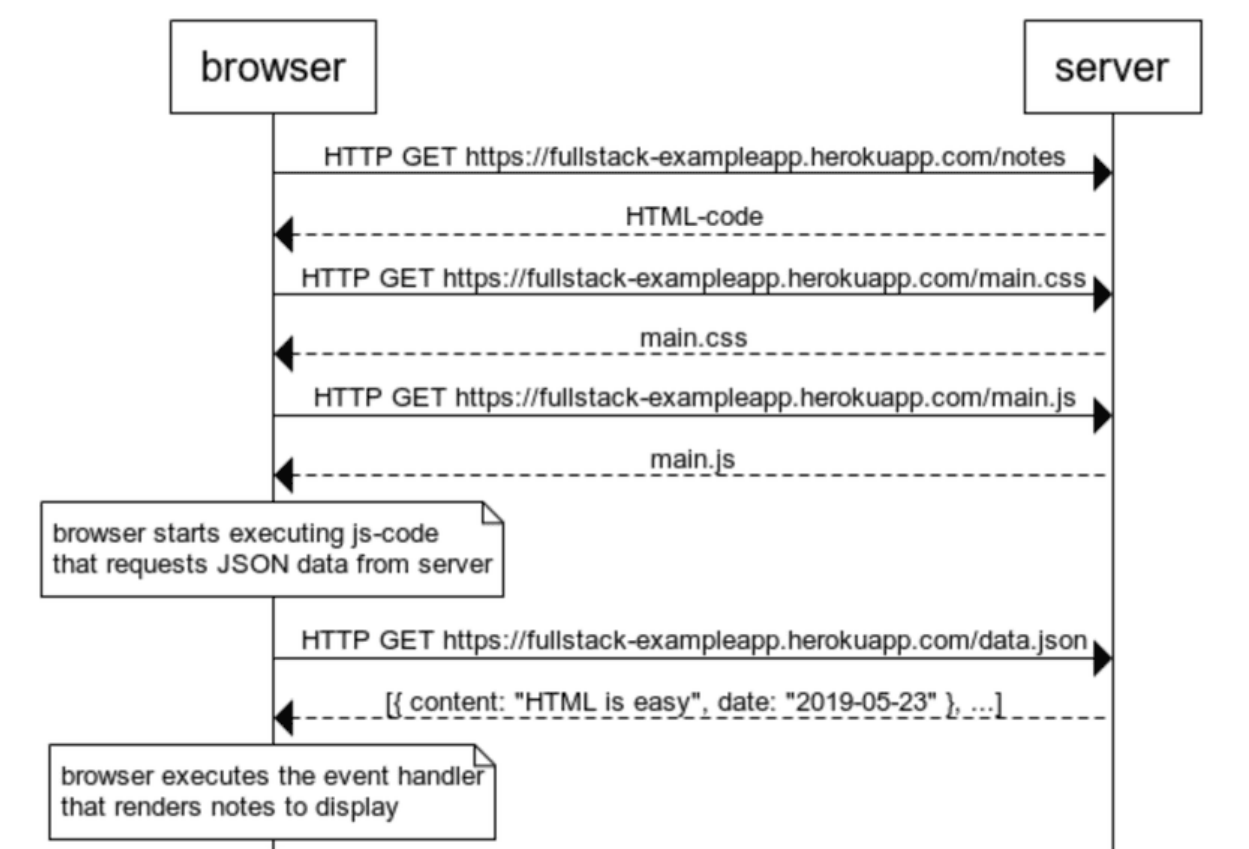 browser
server
HTTP GET https://fullstack-exampleapp.herokuapp.com/notes
HTML-code
HTTP GET https://fullstack-exampleapp.herokuapp.com/main.css
main.css
HTTP GET https://fullstack-exampleapp.herokuapp.com/main.js
main.js
browser starts executing js-code
that requests JSON data from server
HTTP GET https://fullstack-exampleapp.herokuapp.com/data.json
[{ content: "HTML is easy", date: "2019-05-23" }, ...]
browser executes the event handler
that renders notes to display